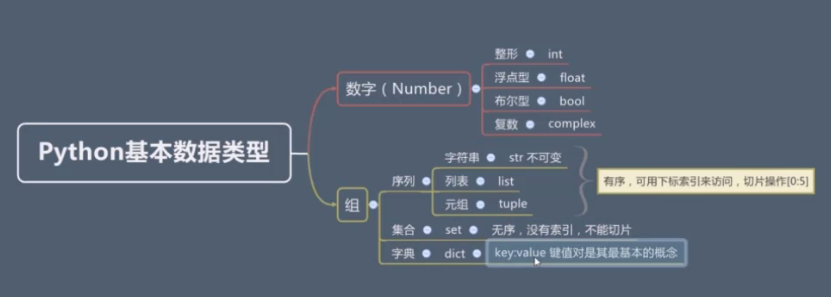 Python基本数据类型
数字（Number）
整形 int
浮点型 float
布尔型 bool
复数 complex
组
序列
字符串 str 不可变
列表 list
元组 tuple
有序，可用下标索引来访问，切片操作[0:5]
集合 set 无序，没有索引，不能切片
字典 dict key:value 键值对是其最基本的概念